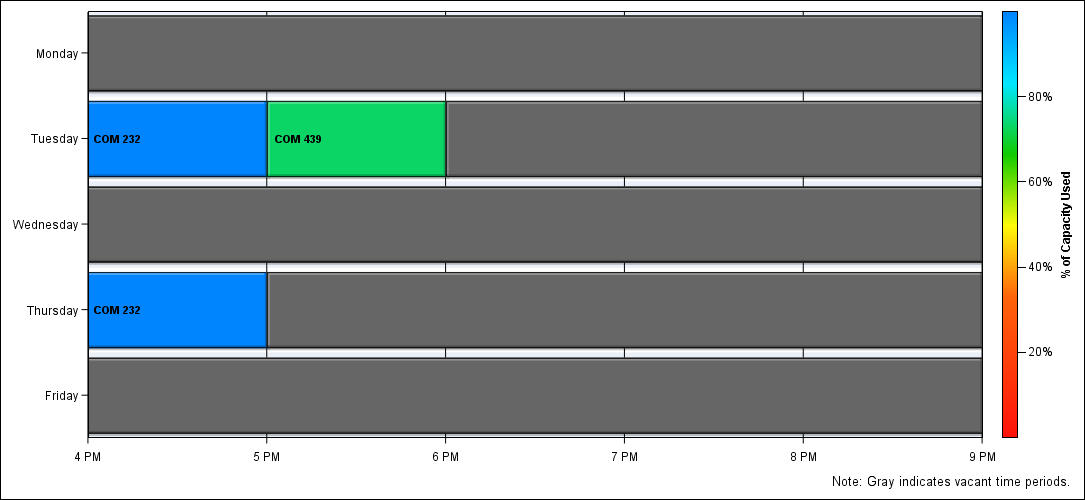 Monday
Tuesday
COM 232
COM 439
Wednesday
Thursday
COM 232
Friday
4 PM
5 PM
6 PM
7 PM
8 PM
9 PM
80%
60%
40%
20%
% of Capacity Used
Note: Gray indicates vacant time periods.